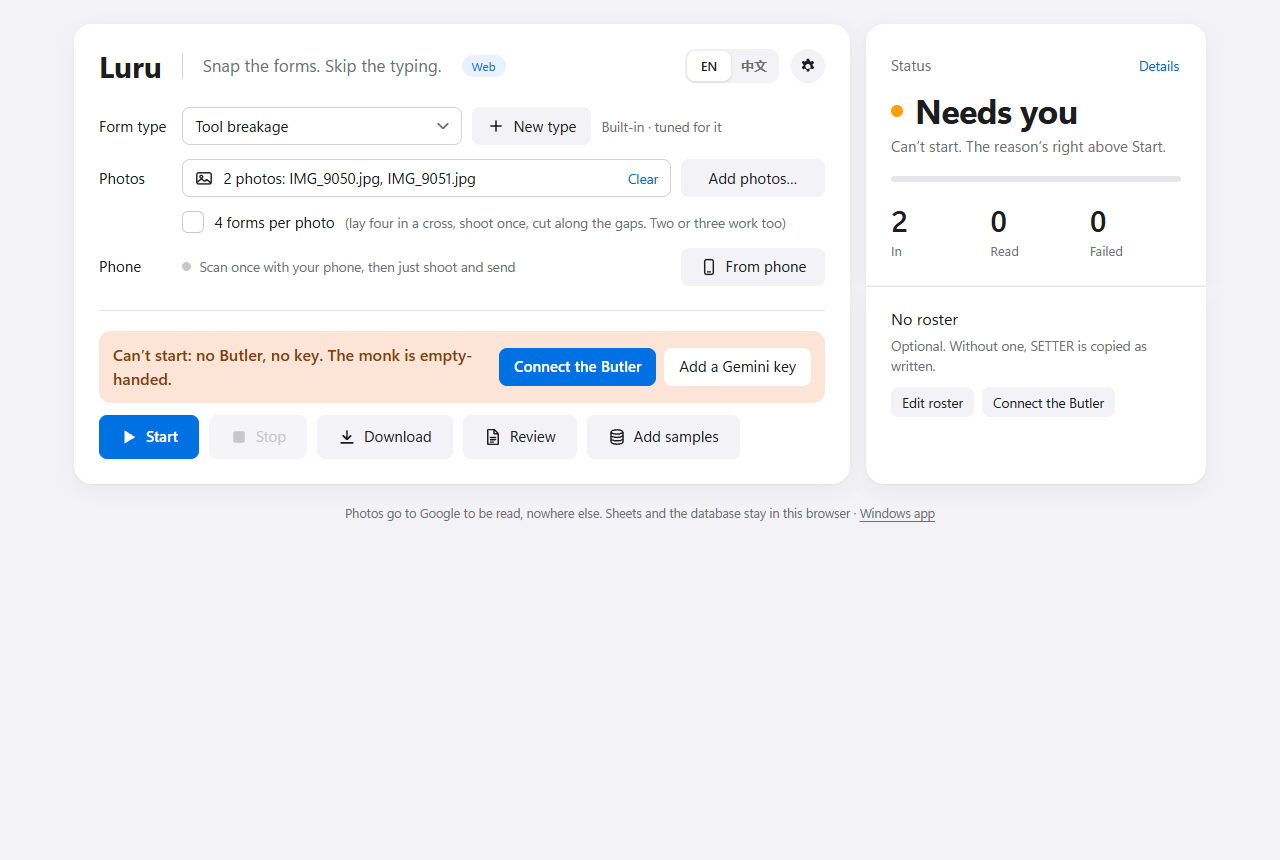 Luru
Snap the forms. Skip the typing.
Web
EN
中文
Form type
Tool breakage
New type
Built-in · tuned for it
Photos
2 photos: IMG_9050.jpg, IMG_9051.jpg
Clear
Add photos...
4 forms per photo
(lay four in a cross, shoot once, cut along the gaps. Two or three work too)
Phone
Scan once with your phone, then just shoot and send
From phone
Can't start: no Butler, no key. The monk is empty-
handed.
Connect the Butler
Add a Gemini key
Start
Stop
Download
Review
Add samples
Status
Details
Needs you
Can't start. The reason's right above Start.
2
0
0
In
Read
Failed
No roster
Optional. Without one, SETTER is copied as
written.
Edit roster
Connect the Butler
Photos go to Google to be read, nowhere else. Sheets and the database stay in this browser · Windows app